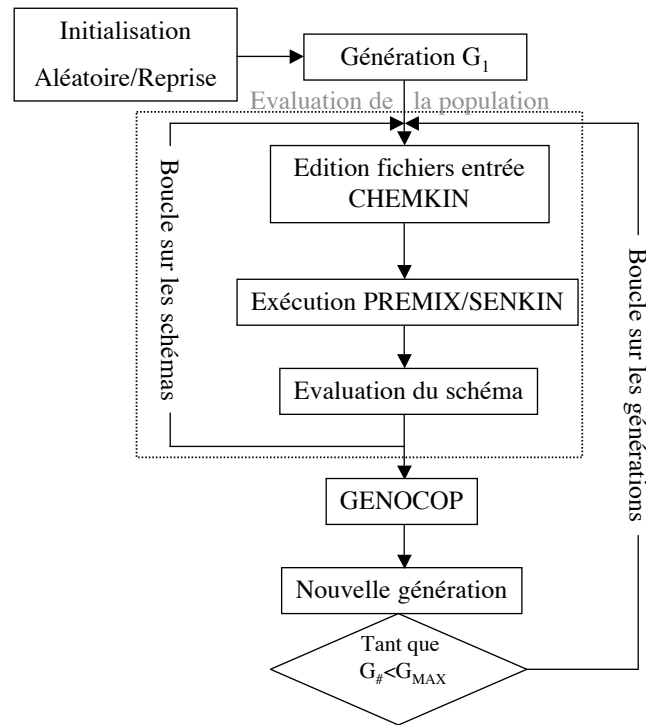 Initialisation
Aléatoire/Reprise
Génération G₁
Evaluation de la population
Edition fichiers entrée
CHEMKIN
Exécution PREMIX/SENKIN
Evaluation du schéma
Boucle sur les schémas
Boucle sur les générations
GENOCOP
Nouvelle génération
Tant que
G#<GMAX